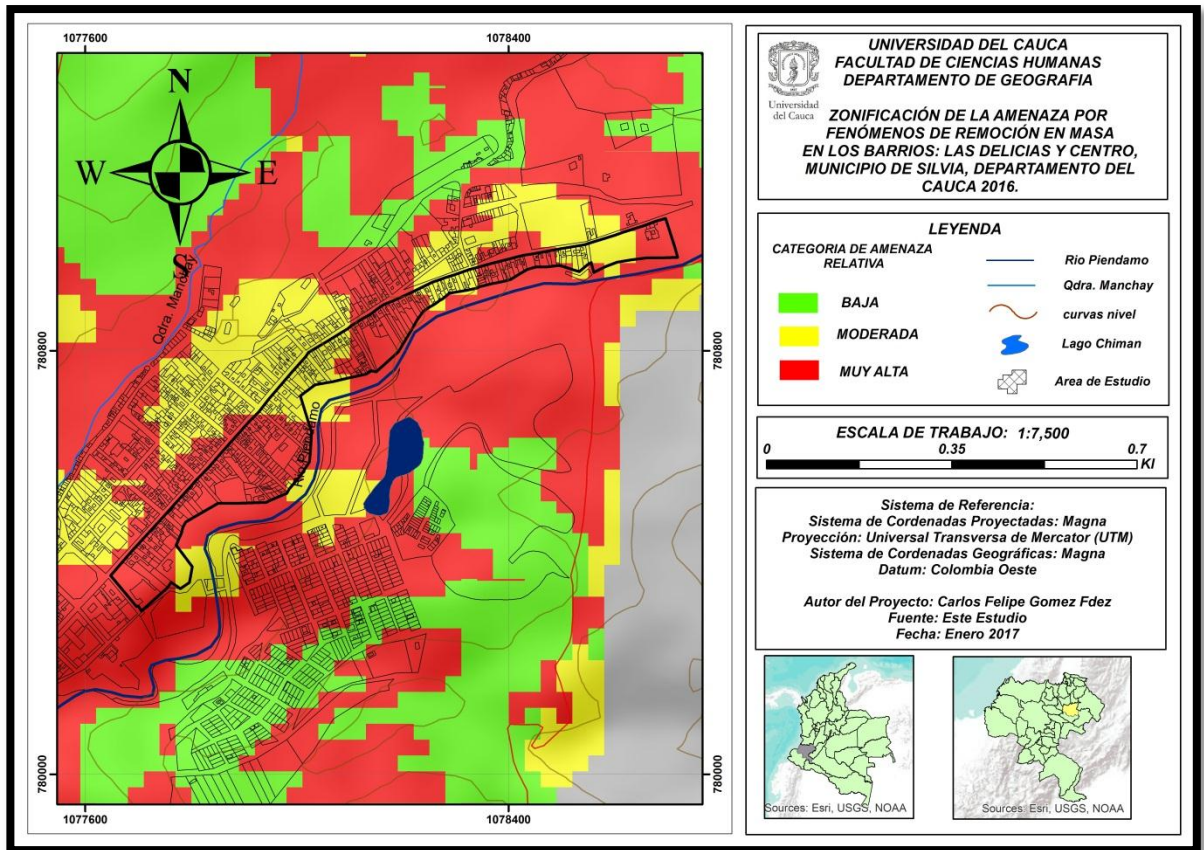 1077600
1078400
N
W
E
S
Qdra. Manchay
Rio Piendamo
780800
780800
780000
780000
1077600
1078400
Universidad
del Cauca
UNIVERSIDAD DEL CAUCA
FACULTAD DE CIENCIAS HUMANAS
DEPARTAMENTO DE GEOGRAFIA
ZONIFICACIÓN DE LA AMENAZA POR
FENÓMENOS DE REMOCIÓN EN MASA
EN LOS BARRIOS: LAS DELICIAS Y CENTRO,
MUNICIPIO DE SILVIA, DEPARTAMENTO DEL
CAUCA 2016.
LEYENDA
CATEGORIA DE AMENAZA
RELATIVA
BAJA
MODERADA
MUY ALTA
Rio Piendamo
Qdra. Manchay
curvas nivel
Lago Chiman
Area de Estudio
ESCALA DE TRABAJO: 1:7,500
0 0.35 0.7
Kl
Sistema de Referencia:
Sistema de Cordenadas Proyectadas: Magna
Proyección: Universal Transversa de Mercator (UTM)
Sistema de Cordenadas Geográficas: Magna
Datum: Colombia Oeste
Autor del Proyecto: Carlos Felipe Gomez Fdez
Fuente: Este Estudio
Fecha: Enero 2017
Sources: Esri, USGS, NOAA
Sources: Esri, USGS, NOAA